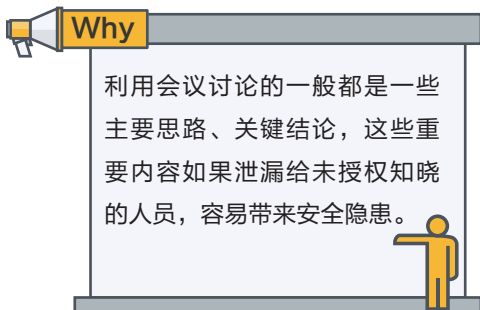 Why
利用会议讨论的一般都是一些
主要思路、关键结论，这些重
要内容如果泄漏给未授权知晓
的人员，容易带来安全隐患。